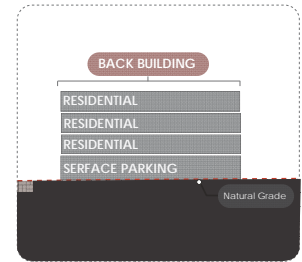 BACK BUILDING
RESIDENTIAL
RESIDENTIAL
RESIDENTIAL
SERFACE PARKING
Natural Grade